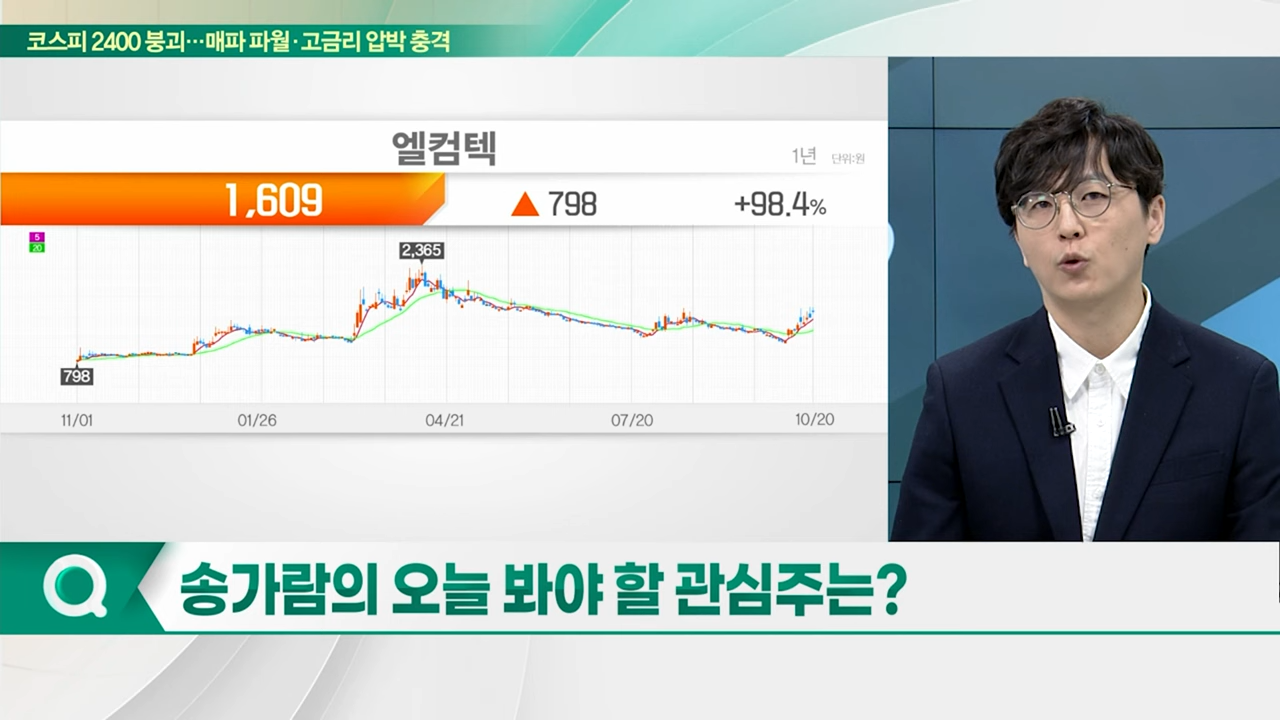 코스피 2400 붕괴…매파 파월·고금리 압박 충격
엘컴텍
1년 단위:원
1,609 ▲ 798 +98.4%
5
20
2,365
798
11/01 01/26 04/21 07/20 10/20
송가람의 오늘 봐야 할 관심주는?